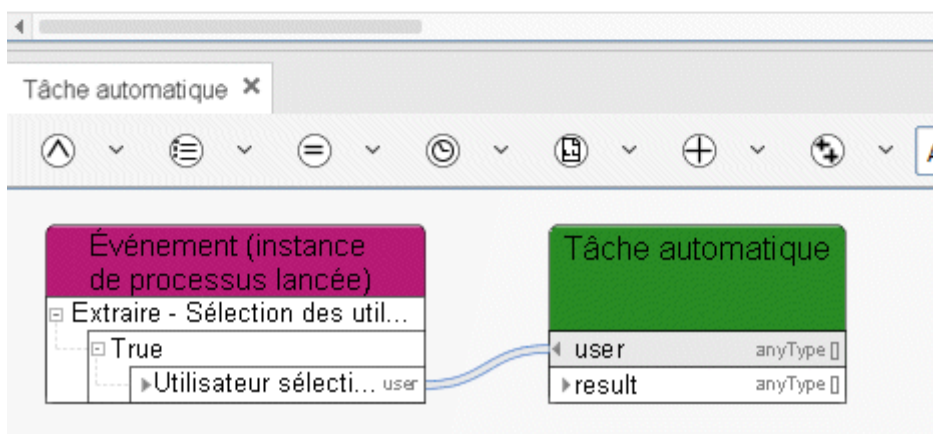 Tâche automatique
A
Événement (instance
de processus lancée)
Extraire - Sélection des util...
True
Utilisateur sélecti... user
Tâche automatique
user anyType []
result anyType []